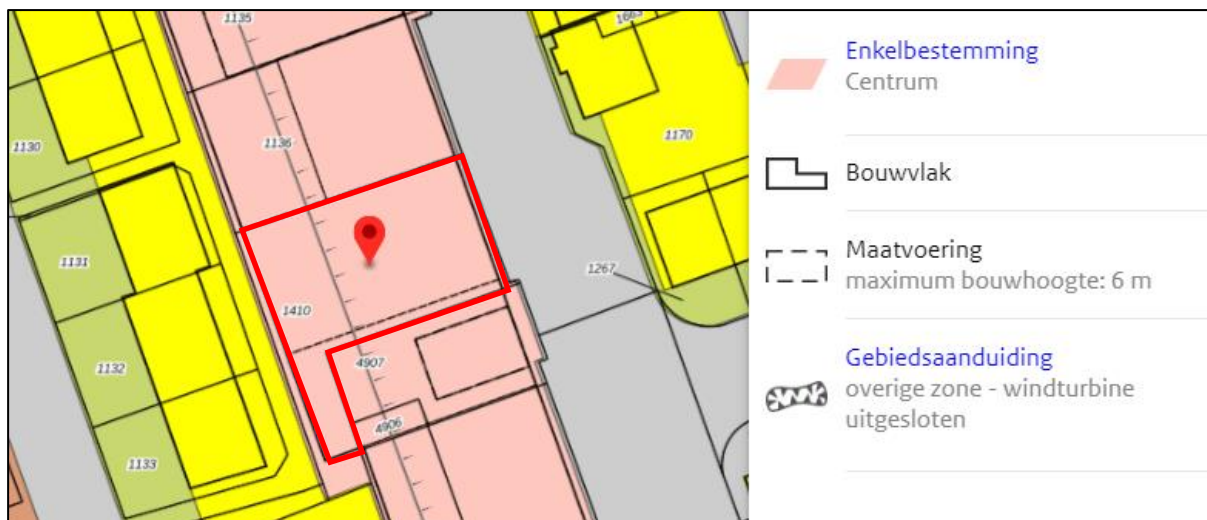 1135
1663
1136
1130
1170
1131
1267
1410
4907
1132
4906
1133
Enkelbestemming
Centrum
Bouwvlak
Maatvoering
maximum bouwhoogte: 6 m
Gebiedsaanduiding
overige zone - windturbine
uitgesloten